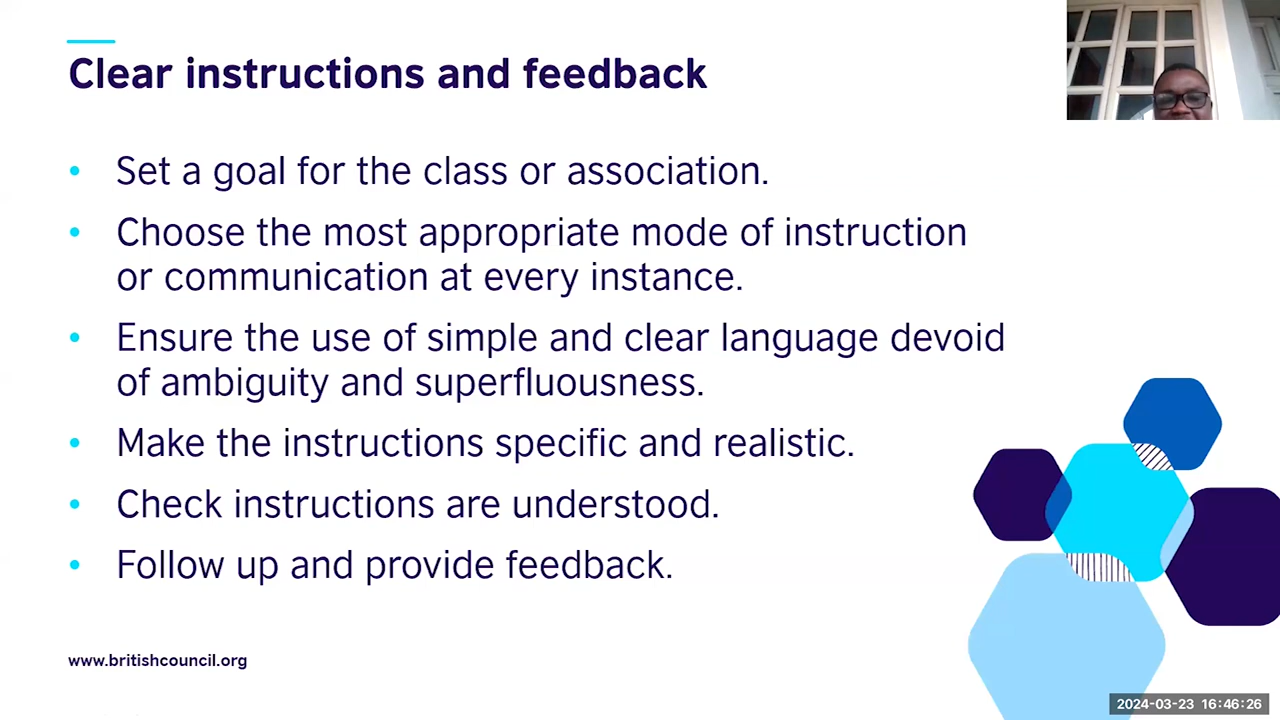 Clear instructions and feedback
• Set a goal for the class or association.
• Choose the most appropriate mode of instruction
or communication at every instance.
• Ensure the use of simple and clear language devoid
of ambiguity and superfluousness.
• Make the instructions specific and realistic.
• Check instructions are understood.
• Follow up and provide feedback.
www.britishcouncil.org
2024-03-23 16:46:26